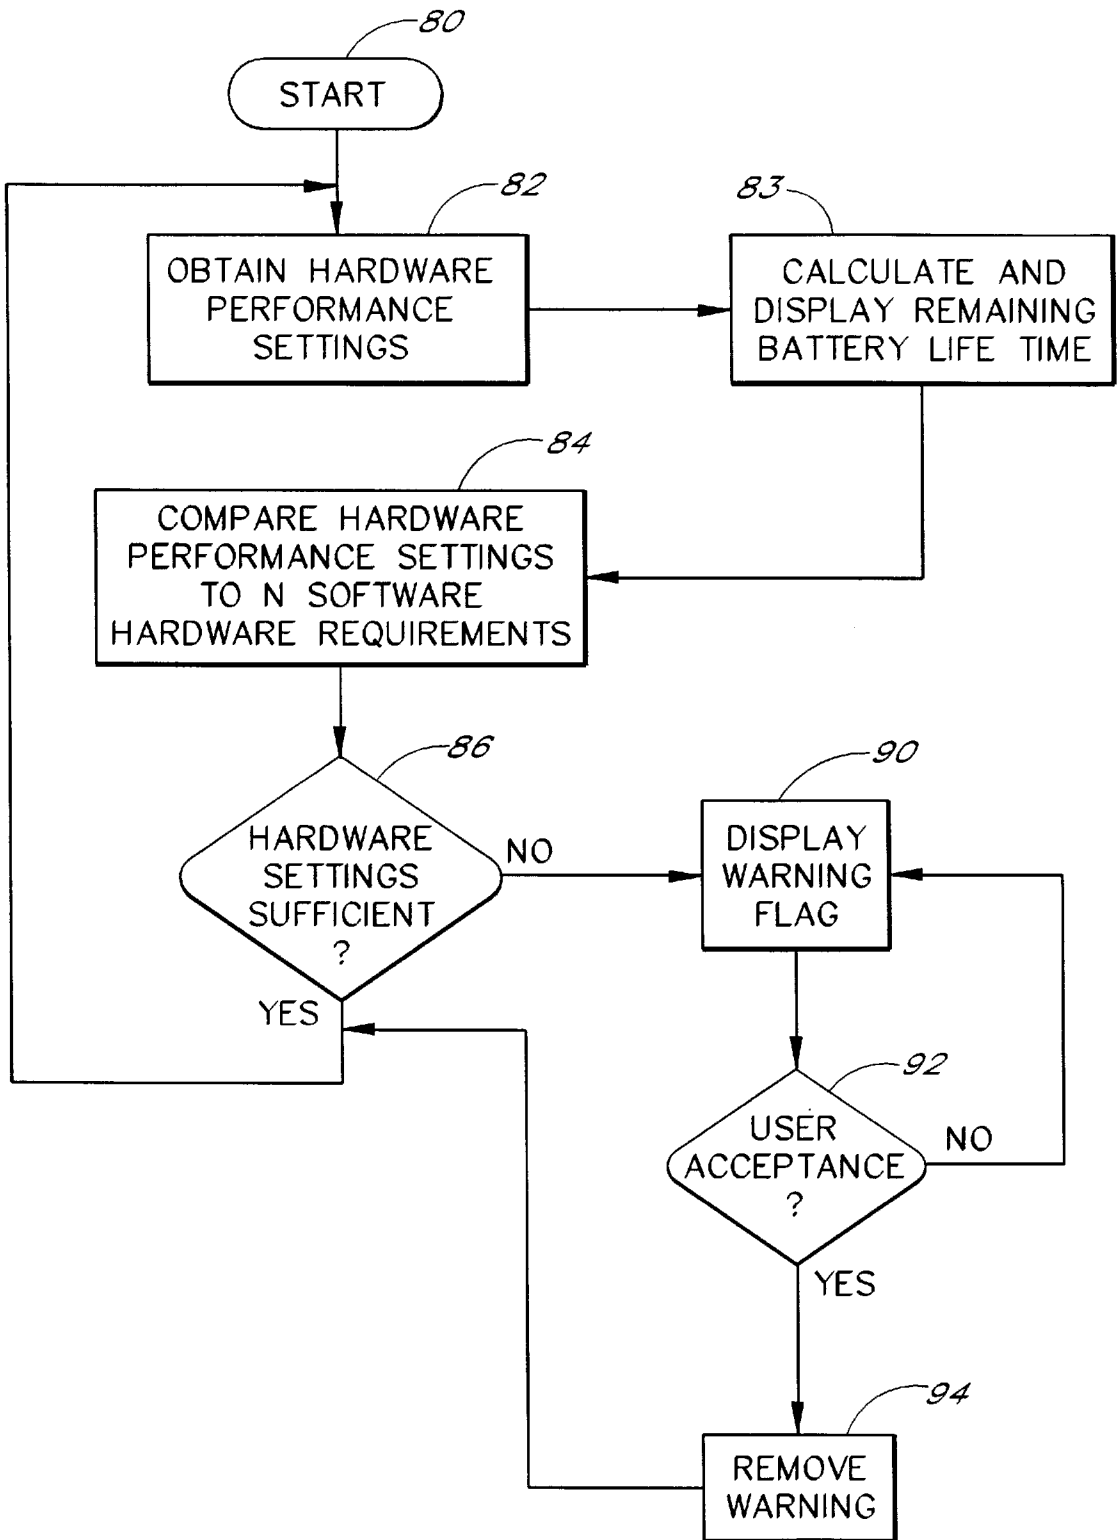 80
START
82
OBTAIN HARDWARE
PERFORMANCE
SETTINGS
83
CALCULATE AND
DISPLAY REMAINING
BATTERY LIFE TIME
84
COMPARE HARDWARE
PERFORMANCE SETTINGS
TO N SOFTWARE
HARDWARE REQUIREMENTS
86
HARDWARE
SETTINGS
SUFFICIENT
?
NO
YES
90
DISPLAY
WARNING
FLAG
92
USER
ACCEPTANCE
?
NO
YES
94
REMOVE
WARNING